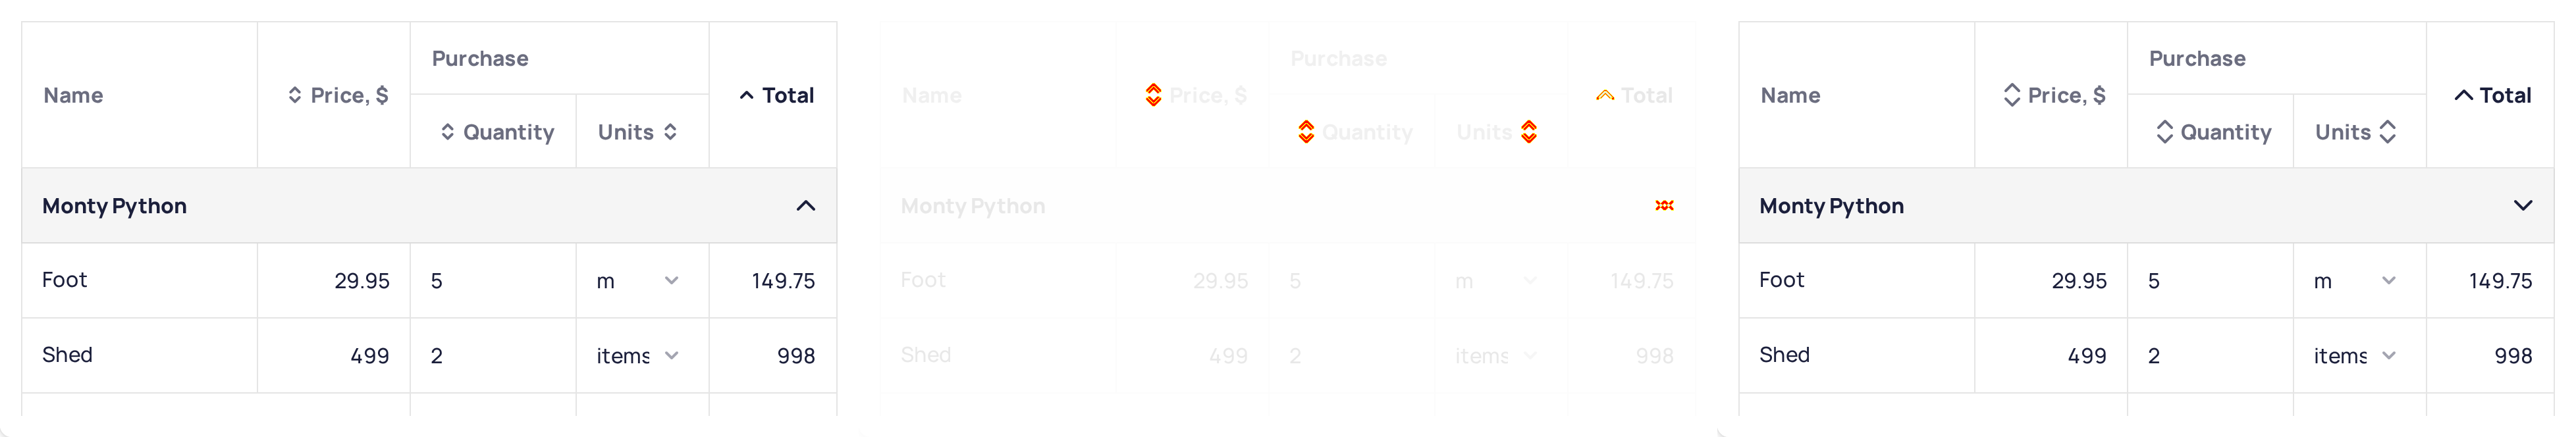 Purchase
Name Price, $ Total
Quantity Units
Monty Python
Foot 29.95 5 m 149.75
Shed 499 2 items 998
Purchase
Name Price, $ Total
Quantity Units
Monty Python
Foot 29.95 5 m 149.75
Shed 499 2 items 998
Purchase
Name Price, $ Total
Quantity Units
Monty Python
Foot 29.95 5 m 149.75
Shed 499 2 items 998